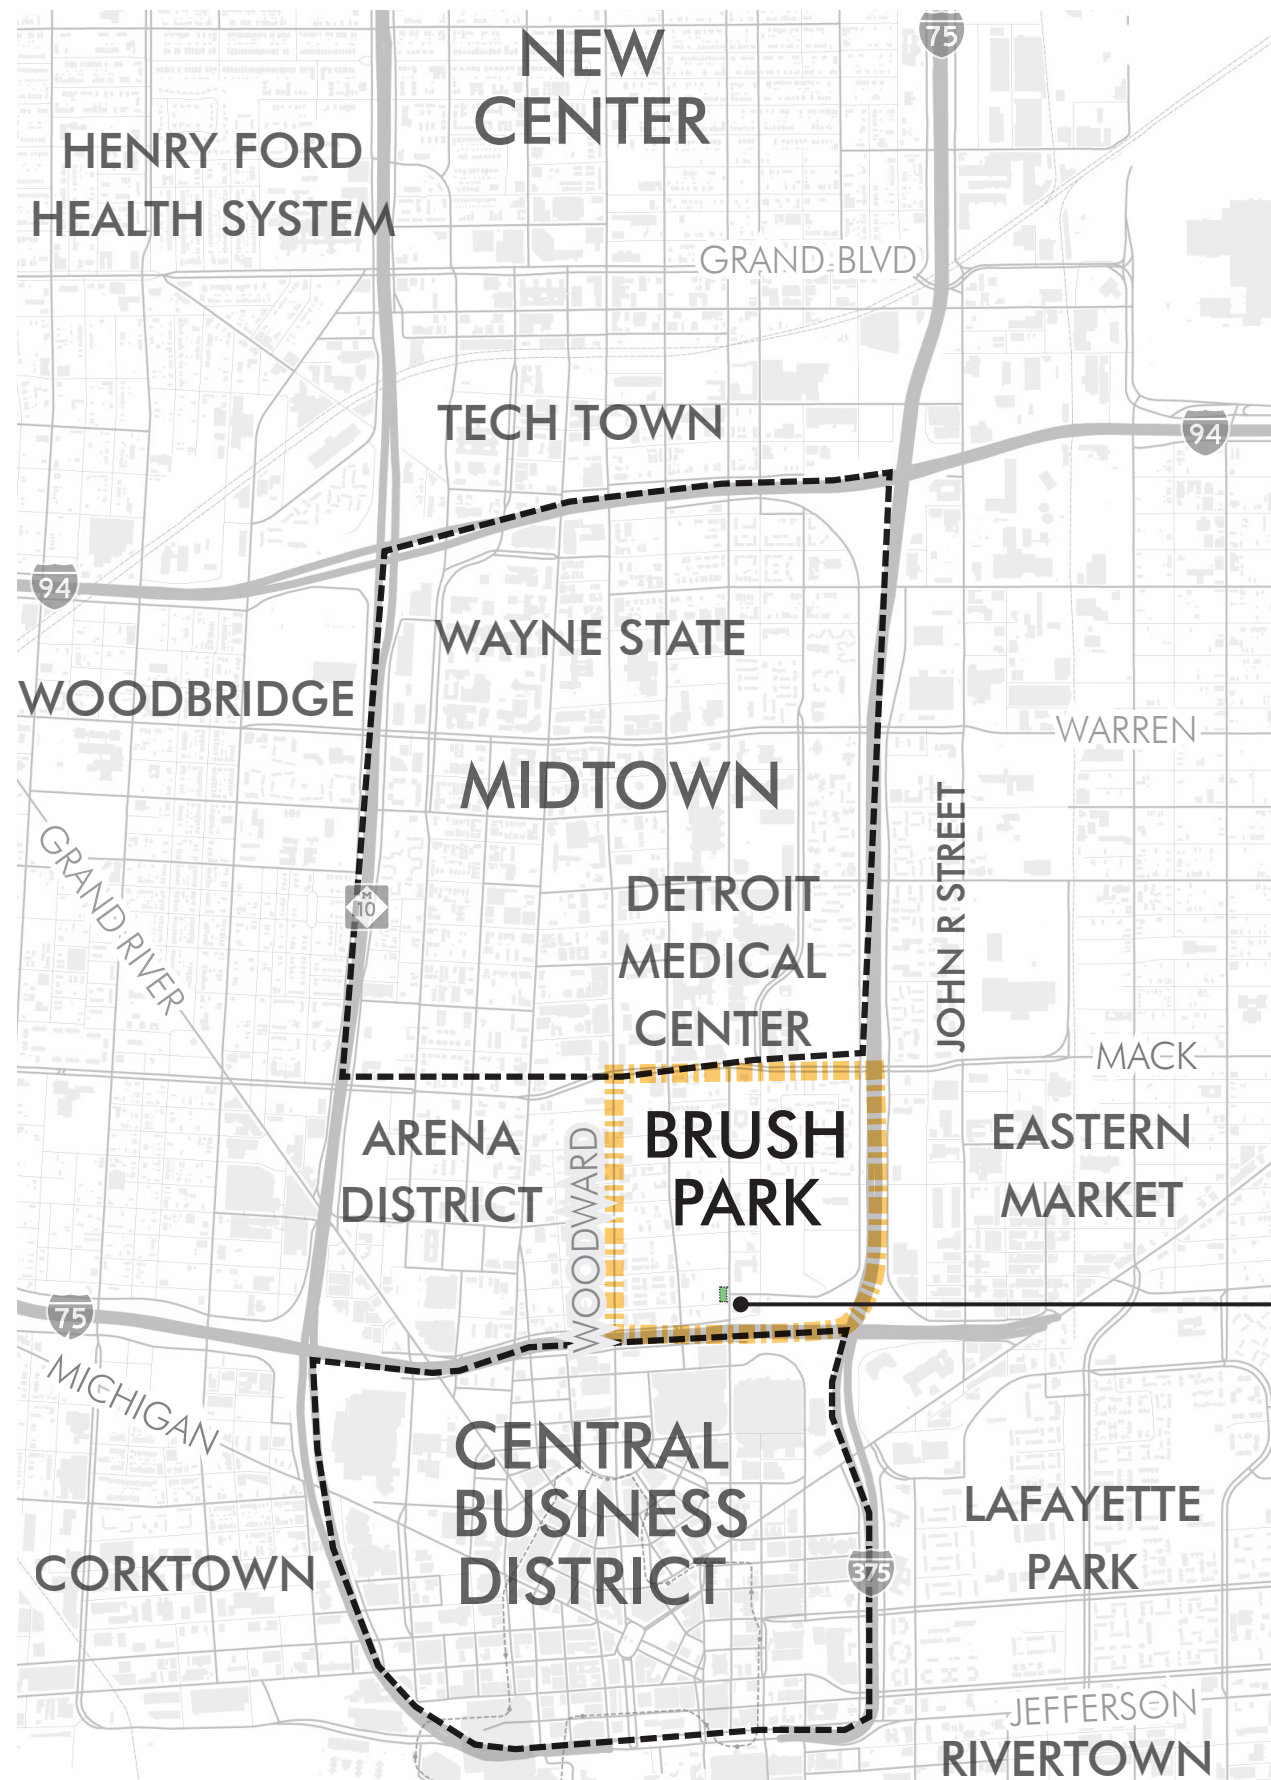 75
NEW
CENTER
HENRY FORD
HEALTH SYSTEM
GRAND BLVD
TECH TOWN
94
94
WAYNE STATE
WOODBRIDGE
WARREN
MIDTOWN
JOHN R STREET
GRAND RIVER
DETROIT
MEDICAL
CENTER
M
10
MACK
BRUSH
PARK
ARENA
DISTRICT
WOODWARD
EASTERN
MARKET
75
MICHIGAN
CENTRAL
BUSINESS
DISTRICT
LAFAYETTE
PARK
CORKTOWN
375
JEFFERSON
RIVERTOWN